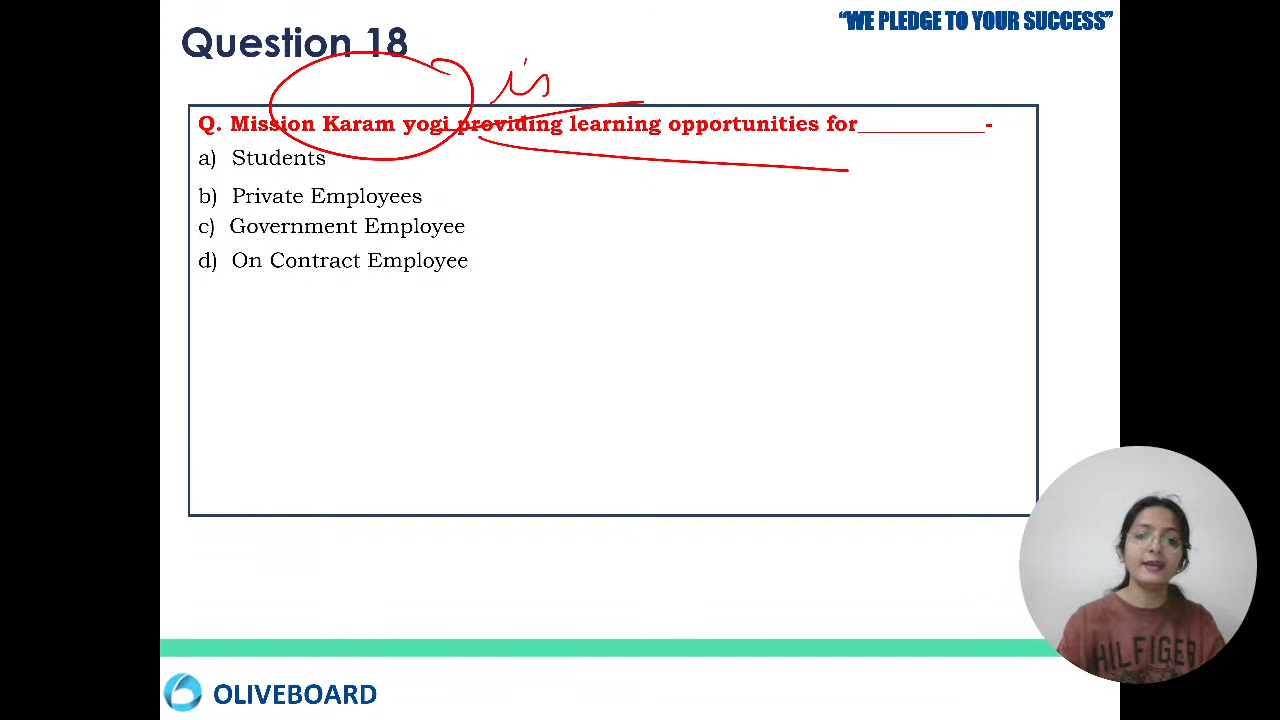 “WE PLEDGE TO YOUR SUCCESS”
Question 18
is
Q. Mission Karam yogi providing learning opportunities for___________-
a) Students
b) Private Employees
c) Government Employee
d) On Contract Employee
HILFIGER
OLIVEBOARD